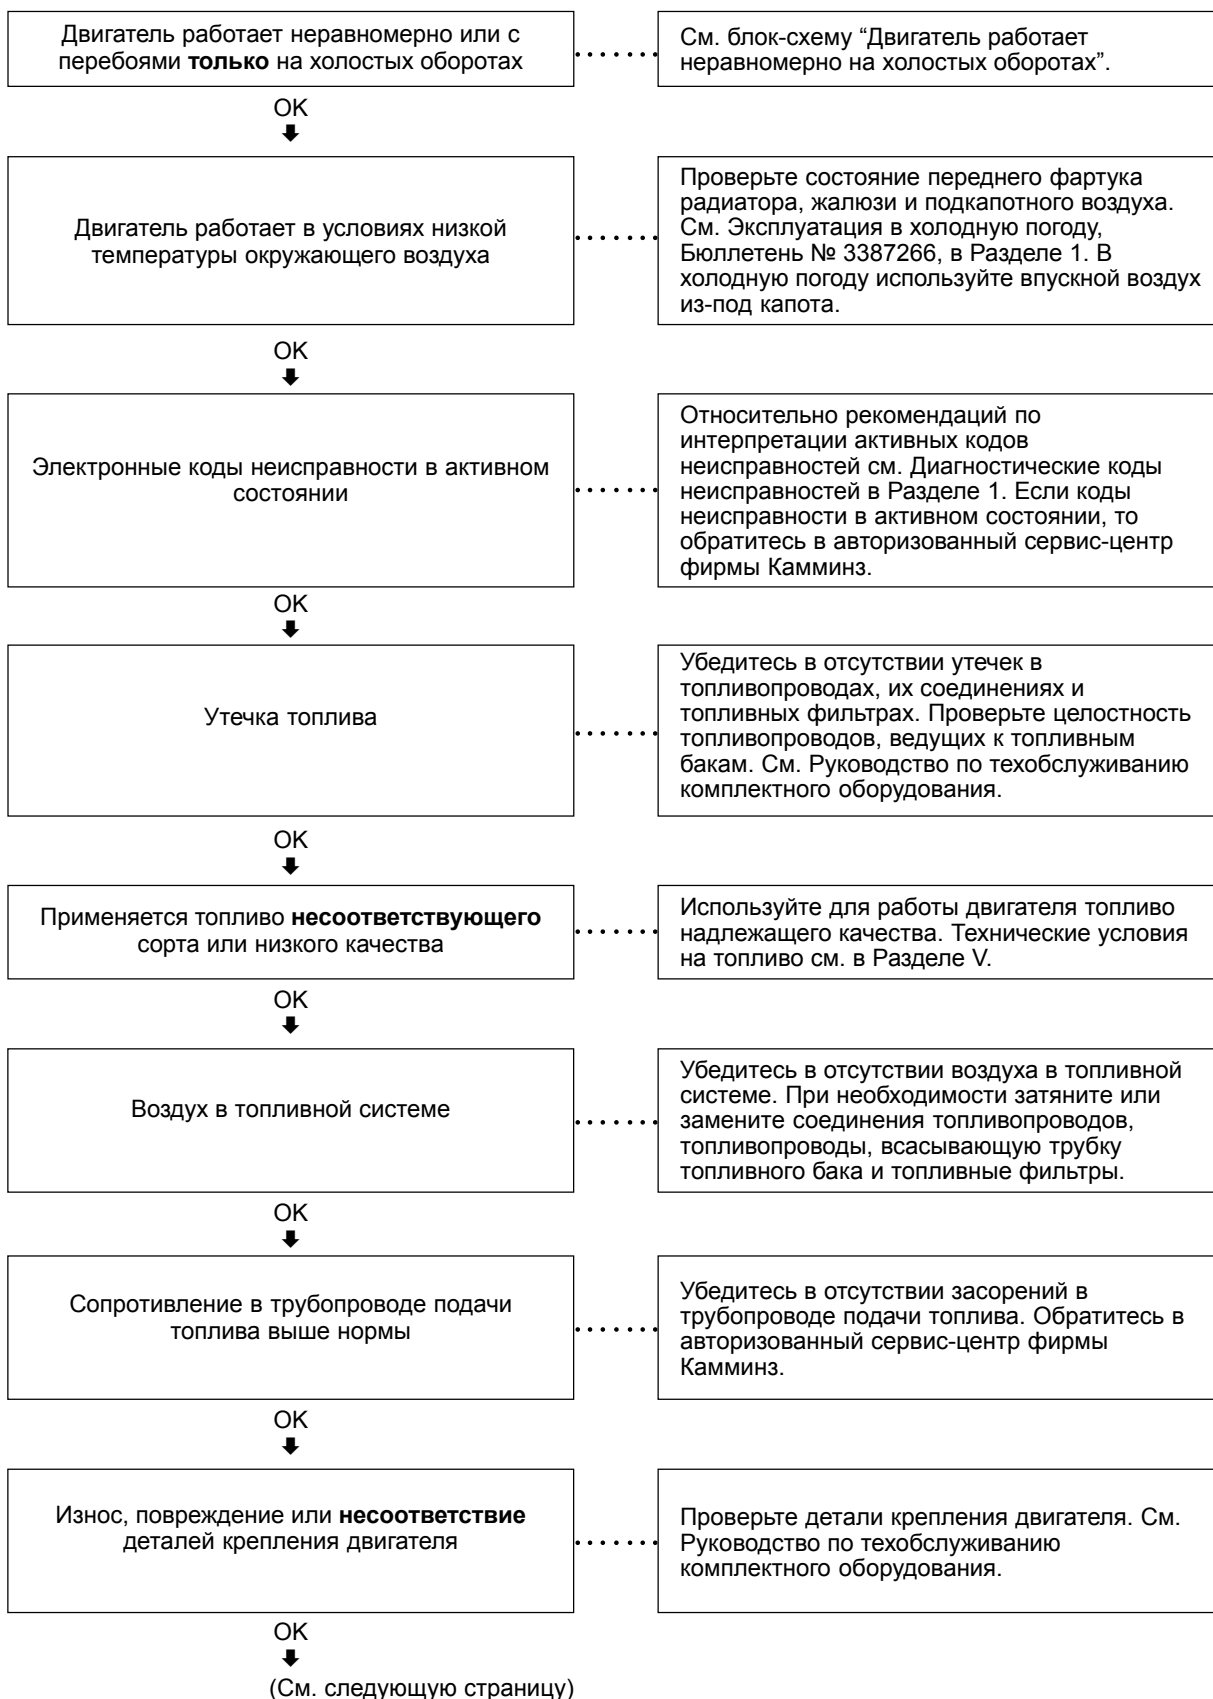 Двигатель работает неравномерно или с
перебоями только на холостых оборотах
См. блок-схему “Двигатель работает
неравномерно на холостых оборотах”.
OK
Двигатель работает в условиях низкой
температуры окружающего воздуха
Проверьте состояние переднего фартука
радиатора, жалюзи и подкапотного воздуха.
См. Эксплуатация в холодную погоду,
Бюллетень № 3387266, в Разделе 1. В
холодную погоду используйте впускной воздух
из-под капота.
OK
Электронные коды неисправности в активном
состоянии
Относительно рекомендаций по
интерпретации активных кодов
неисправностей см. Диагностические коды
неисправностей в Разделе 1. Если коды
неисправности в активном состоянии, то
обратитесь в авторизованный сервис-центр
фирмы Камминз.
OK
Утечка топлива
Убедитесь в отсутствии утечек в
топливопроводах, их соединениях и
топливных фильтрах. Проверьте целостность
топливопроводов, ведущих к топливным
бакам. См. Руководство по техобслуживанию
комплектного оборудования.
OK
Применяется топливо несоответствующего
сорта или низкого качества
Используйте для работы двигателя топливо
надлежащего качества. Технические условия
на топливо см. в Разделе V.
OK
Воздух в топливной системе
Убедитесь в отсутствии воздуха в топливной
системе. При необходимости затяните или
замените соединения топливопроводов,
топливопроводы, всасывающую трубку
топливного бака и топливные фильтры.
OK
Сопротивление в трубопроводе подачи
топлива выше нормы
Убедитесь в отсутствии засорений в
трубопроводе подачи топлива. Обратитесь в
авторизованный сервис-центр фирмы
Камминз.
OK
Износ, повреждение или несоответствие
деталей крепления двигателя
Проверьте детали крепления двигателя. См.
Руководство по техобслуживанию
комплектного оборудования.
OK
(См. следующую страницу)